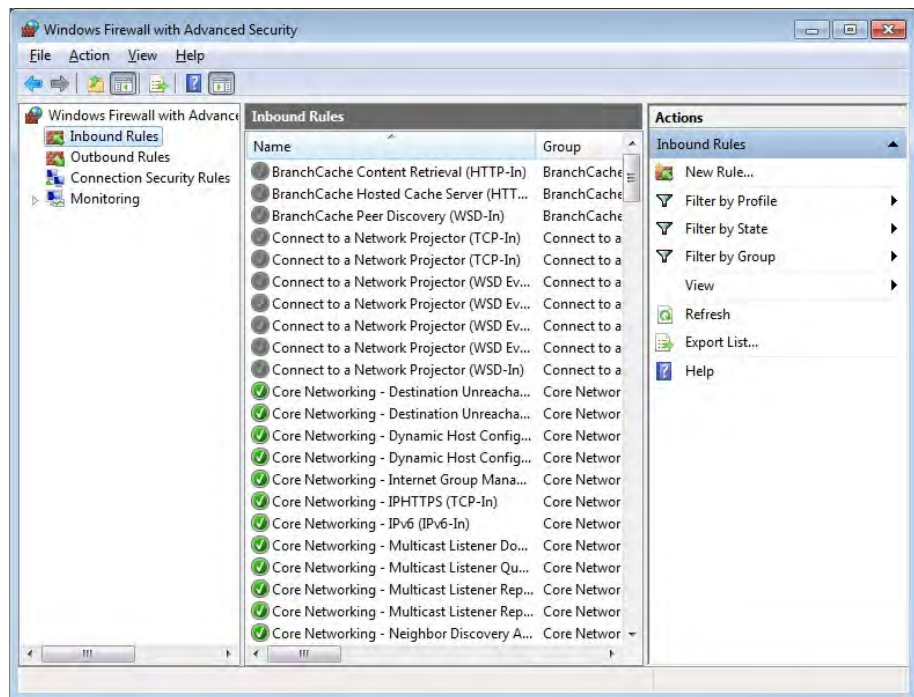 Windows Firewall with Advanced Security
File Action View Help
Windows Firewall with Advance
Inbound Rules
Outbound Rules
Connection Security Rules
Monitoring
Inbound Rules
Name Group
BranchCache Content Retrieval (HTTP-In) BranchCache
BranchCache Hosted Cache Server (HTT... BranchCache
BranchCache Peer Discovery (WSD-In) BranchCache
Connect to a Network Projector (TCP-In) Connect to a
Connect to a Network Projector (TCP-In) Connect to a
Connect to a Network Projector (WSD Ev... Connect to a
Connect to a Network Projector (WSD Ev... Connect to a
Connect to a Network Projector (WSD Ev... Connect to a
Connect to a Network Projector (WSD Ev... Connect to a
Connect to a Network Projector (WSD-In) Connect to a
Core Networking - Destination Unreacha... Core Networ
Core Networking - Destination Unreacha... Core Networ
Core Networking - Dynamic Host Config... Core Networ
Core Networking - Dynamic Host Config... Core Networ
Core Networking - Internet Group Mana... Core Networ
Core Networking - IPHTTPS (TCP-In) Core Networ
Core Networking - IPv6 (IPv6-In) Core Networ
Core Networking - Multicast Listener Do... Core Networ
Core Networking - Multicast Listener Qu... Core Networ
Core Networking - Multicast Listener Rep... Core Networ
Core Networking - Multicast Listener Rep... Core Networ
Core Networking - Neighbor Discovery A... Core Networ
Actions
Inbound Rules
New Rule...
Filter by Profile
Filter by State
Filter by Group
View
Refresh
Export List...
Help